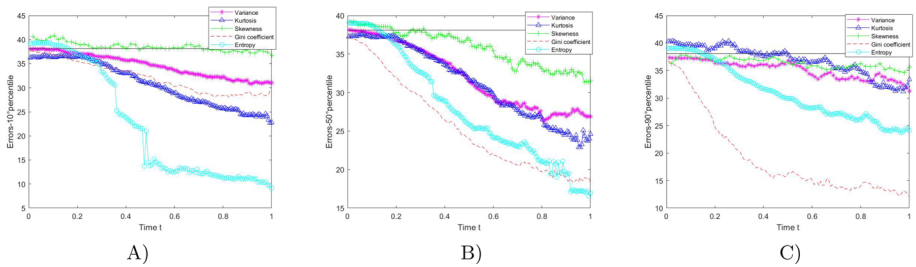 Variance
Kurtosis
Skewness
Gini coefficient
Entropy
45
40
35
30
25
20
15
10
5
0
0.2
0.4
0.6
0.8
1
Errors-10°percentile
Time t
A)
Variance
Kurtosis
Skewness
Gini coefficient
Entropy
40
35
30
25
20
15
0
0.2
0.4
0.6
0.8
1
Errors-50°percentile
Time t
B)
Variance
Kurtosis
Skewness
Gini coefficient
Entropy
45
40
35
30
25
20
15
10
0
0.2
0.4
0.6
0.8
1
Errors-90°percentile
Time t
C)